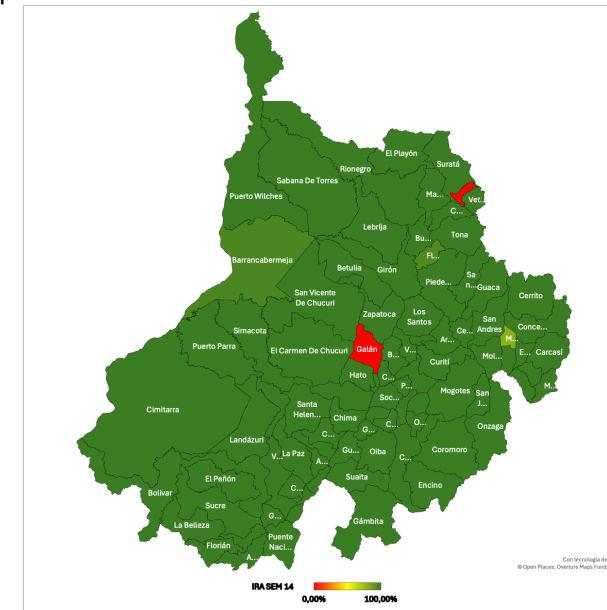 El Playón
Suratá
Rionegro
Sabana De Torres
Puerto Wilches
Ma...
Vet...
C...
Lebrija
Bu...
Tona
Barrancabermeja
Fl...
Betulia
Girón
Piede...
Sa
n...
Guaca
San Vicente
De Chucuri
Cerrito
Zapatoca
Los
Santos
San
Andres
Conce...
Simacota
Ce...
Puerto Parra
Ar...
M...
El Carmen De Chucuri
Galán
B...
V...
Mol...
E...
Carcasí
Curití
Hato
C...
P...
M...
Mogotes
San
J...
Soc...
Cimitarra
Santa
Helen...
Chima
G...
C...
O...
Onzaga
C...
Landázuri
V...
La Paz
A...
Gu...
Oiba
C...
Coromoro
El Peñón
Suaita
Encino
C...
Bolívar
Sucre
G...
Gámbita
La Belleza
Florián
Puente
Naci...
A...
Con tecnología de
© Open Places, Overture Maps Fund
IRA SEM 14
0,00%
100,00%